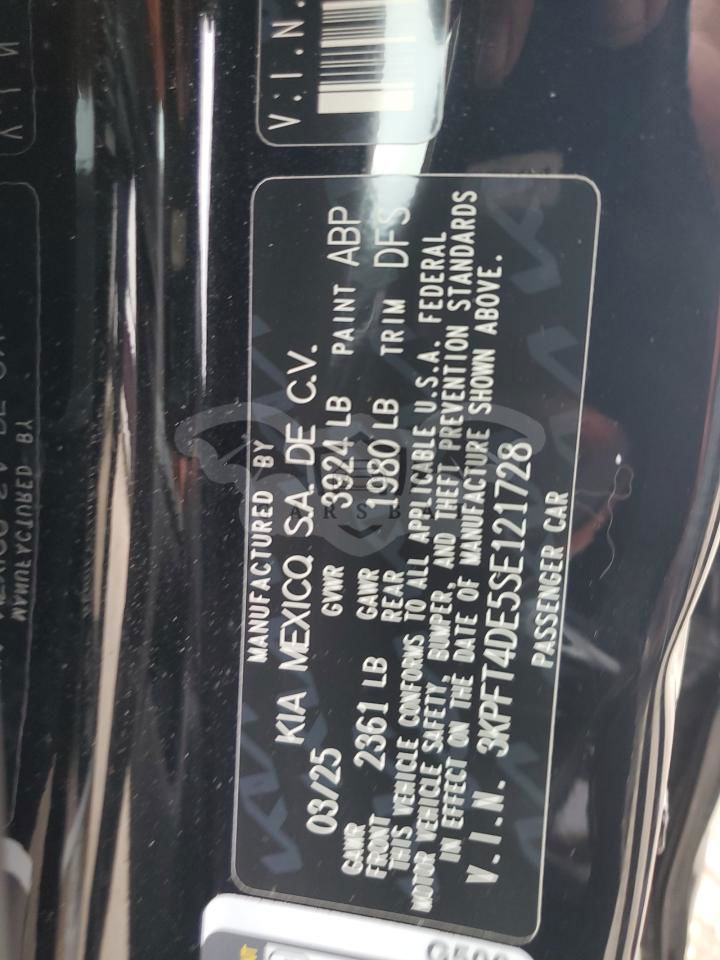 V.I.N.
MANUFACTURED BY
KIA MEXICO, S.A. DE C.V.
03/25 GVWR 3924 LB PAINT ABP
GAWR FRONT 2361 LB GAWR REAR 1980 LB TRIM DFS
THIS VEHICLE CONFORMS TO ALL APPLICABLE U.S.A. FEDERAL
MOTOR VEHICLE SAFETY, BUMPER, AND THEFT PREVENTION STANDARDS
IN EFFECT ON THE DATE OF MANUFACTURE SHOWN ABOVE.
V.I.N. 3KPFT4DE5SE121728
PASSENGER CAR